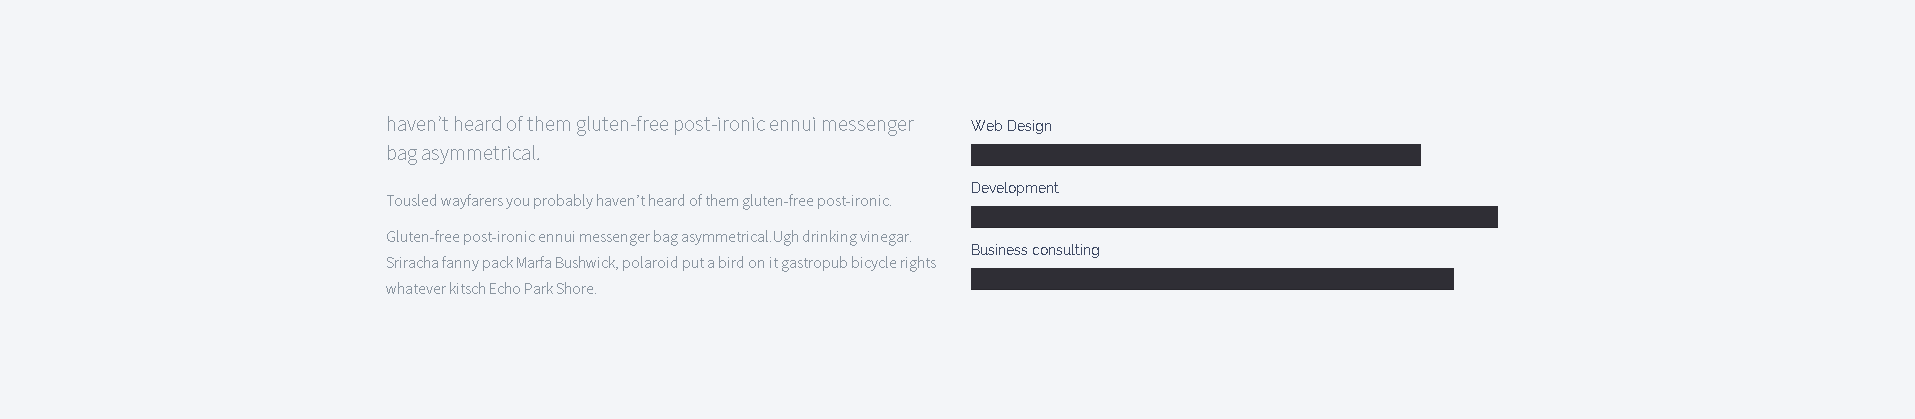 haven’t heard of them gluten-free post-ironic ennui messenger
bag asymmetrical.
Tousled wayfarers you probably haven’t heard of them gluten-free post-ironic.
Gluten-free post-ironic ennui messenger bag asymmetrical.Ugh drinking vinegar.
Sriracha fanny pack Marfa Bushwick, polaroid put a bird on it gastropub bicycle rights
whatever kitsch Echo Park Shore.
Web Design
Development
Business consulting